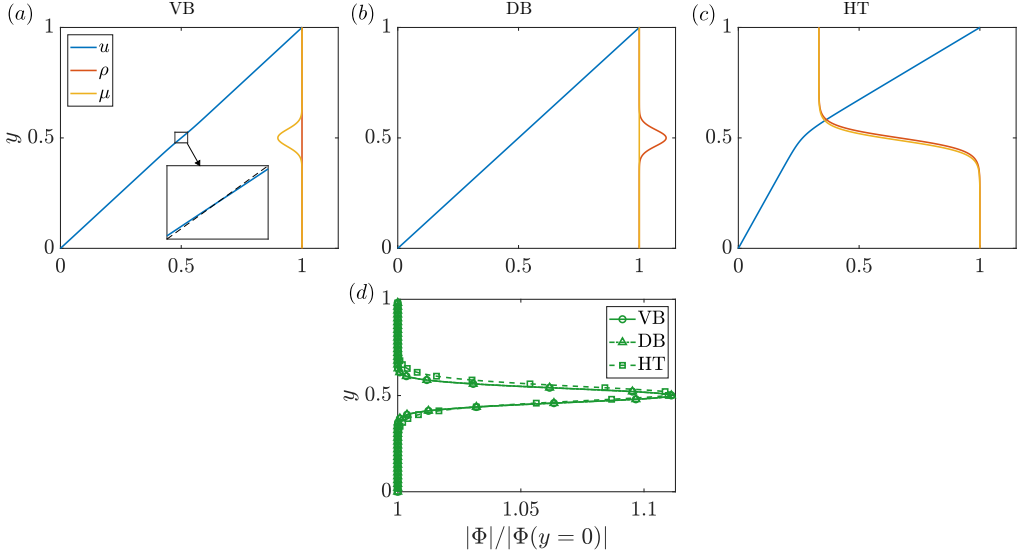 (a) VB
(b) DB
(c) HT
1
0.5
0
y
u
ρ
μ
0 0.5 1
1
0.5
0
0 0.5 1
1
0.5
0
0 0.5 1
(d)
1
0.5
0
y
VB
DB
HT
1 1.05 1.1
|Φ|/|Φ(y = 0)|